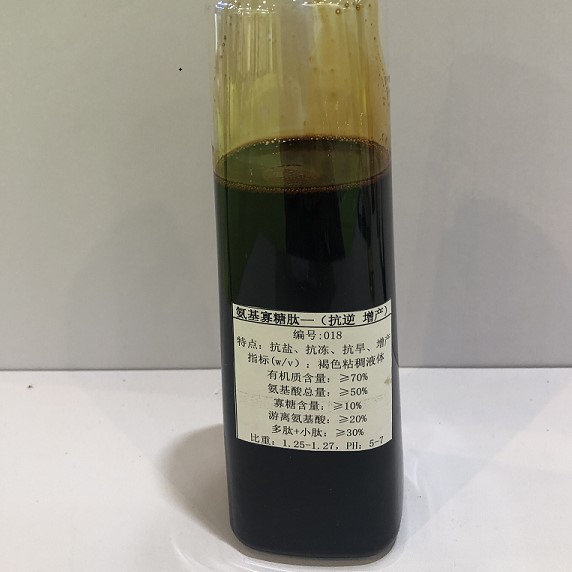 氨基寡糖肽—（抗逆 增产）
编号:018
特点：抗盐、抗冻、抗旱、增产
指标(w/v)：褐色粘稠液体
有机质含量：≥70%
氨基酸总量：≥50%
寡糖含量：≥10%
游离氨基酸：≥20%
多肽+小肽：≥30%
比重：1.25-1.27，PH：5-7